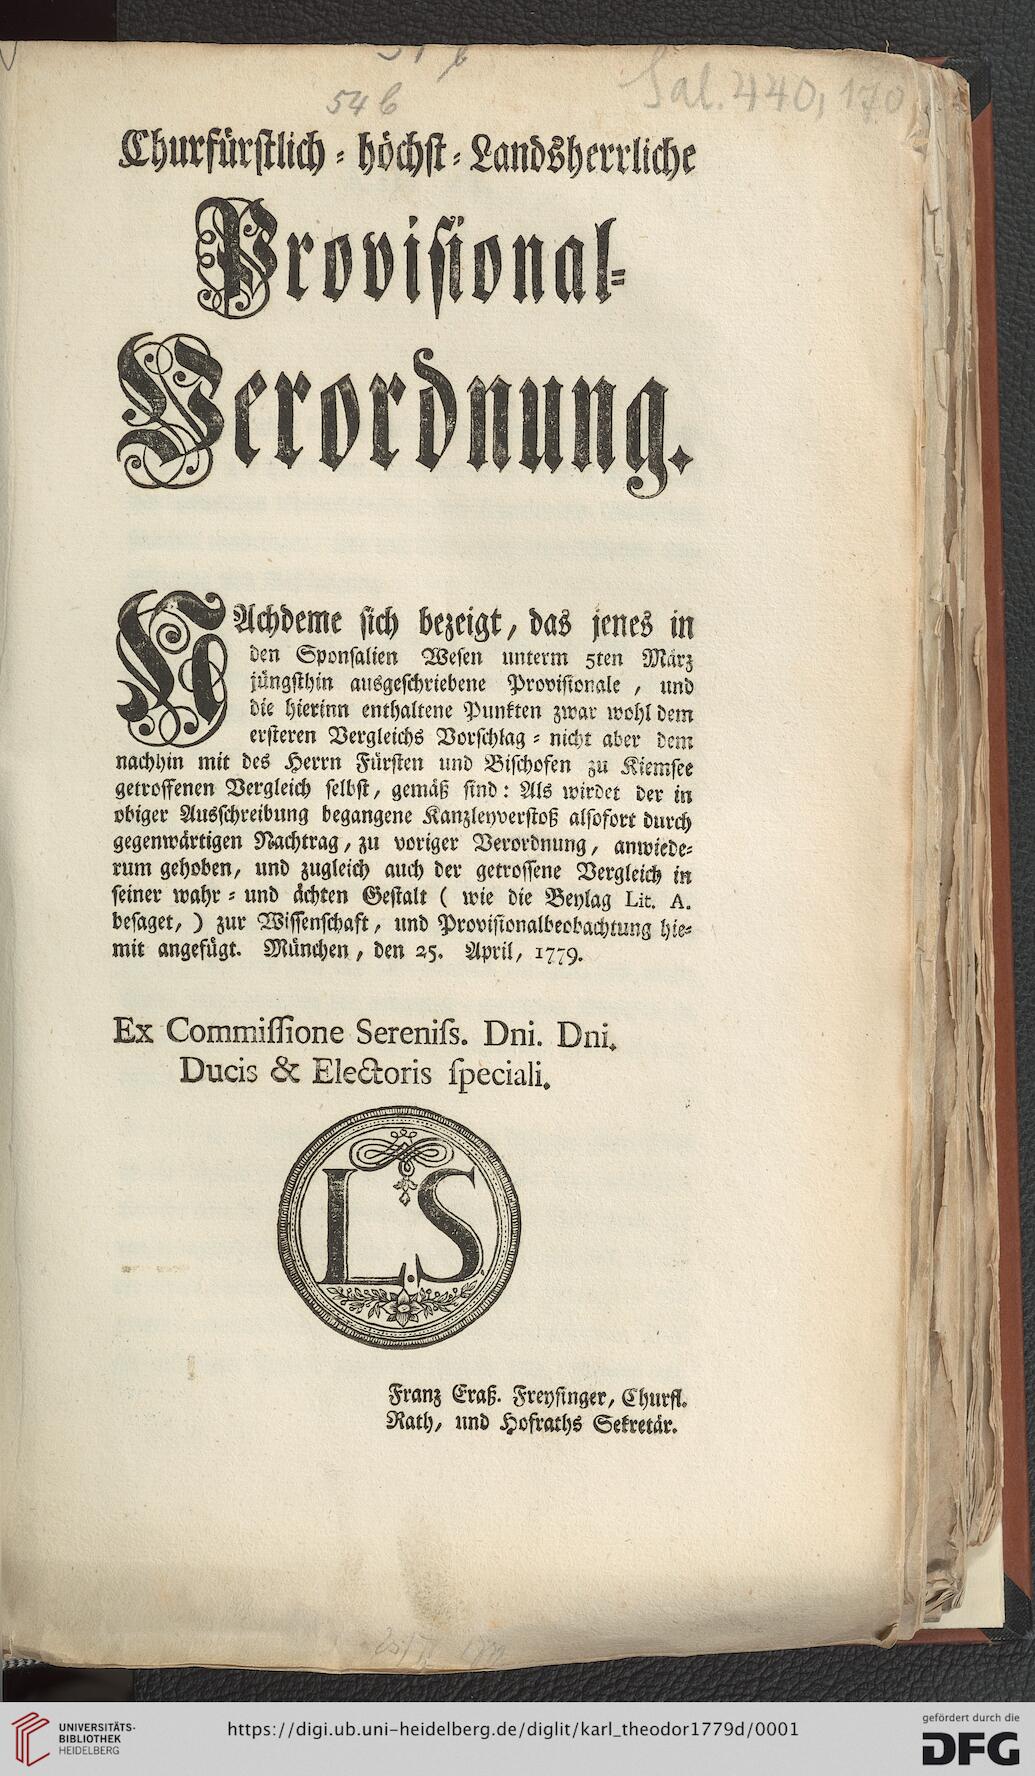 54 b
Sal. 440, 170
Churfürstlich-höchst-Landsherrliche
Provisional-
Verordnung.
NAchdeme sich bezeigt, das jenes in
den Sponsalien Wesen unterm 5ten März
jüngsthin ausgeschriebene Provisionale, und
die hierinn enthaltene Punkten zwar wohl dem
ersteren Vergleichs Vorschlag - nicht aber dem
nachhin mit des Herrn Fürsten und Bischofen zu Kiemsee
getroffenen Vergleich selbst, gemäß sind: Als wirdet der in
obiger Ausschreibung begangene Kanzleyverstoß alsofort durch
gegenwärtigen Nachtrag, zu voriger Verordnung, anwiede-
rum gehoben, und zugleich auch der getroffene Vergleich in
seiner wahr- und ächten Gestalt ( wie die Beylag Lit. A.
besaget, ) zur Wissenschaft, und Provisionalbeobachtung hie-
mit angefügt. München, den 25. April, 1779.
Ex Commissione Sereniss. Dni. Dni.
Ducis & Electoris speciali.
L.S.
Franz Eraß. Freysinger, Churfl.
Rath, und Hofraths Sekretär.
UNIVERSITÄTS-
BIBLIOTHEK
HEIDELBERG
https://digi.ub.uni-heidelberg.de/diglit/karl_theodor1779d/0001
gefördert durch die
DFG